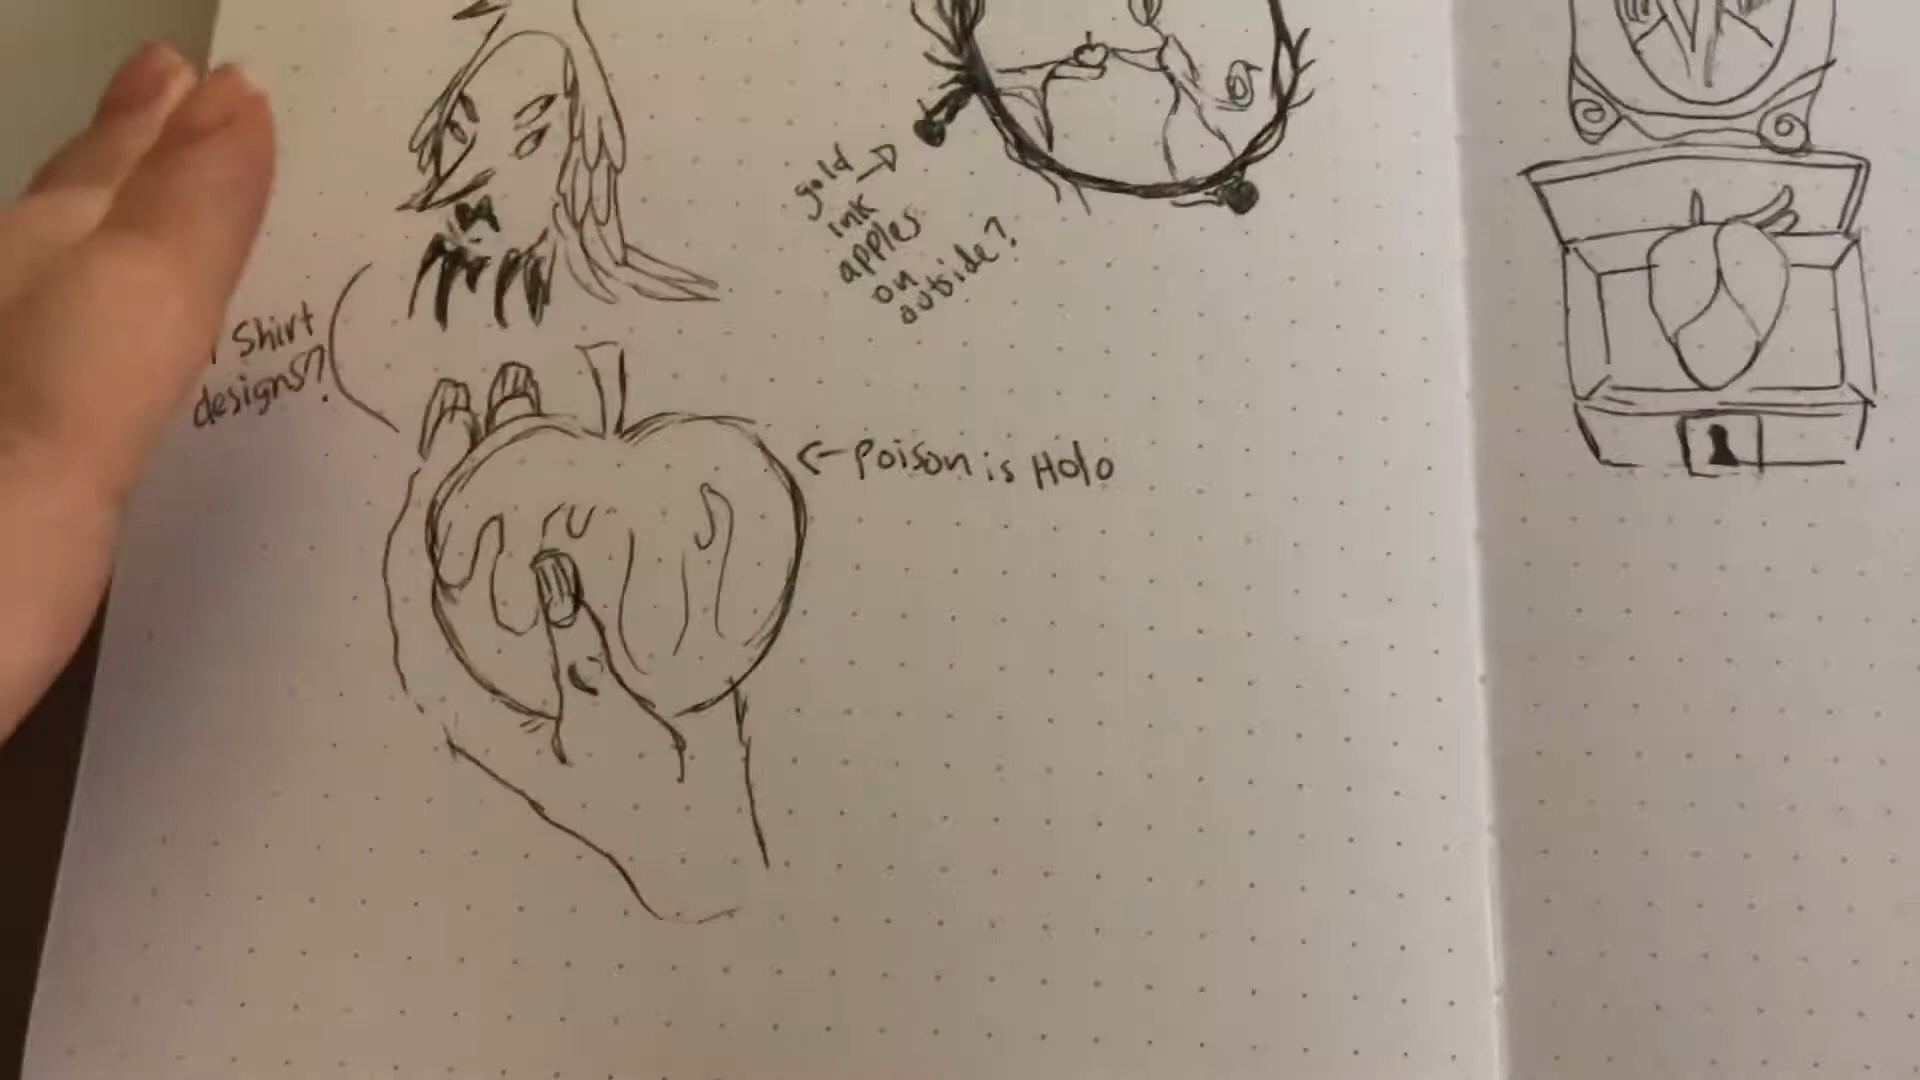 gold →
ink
apples
on
outside?
Shirt
designs?
← Poison is Holo